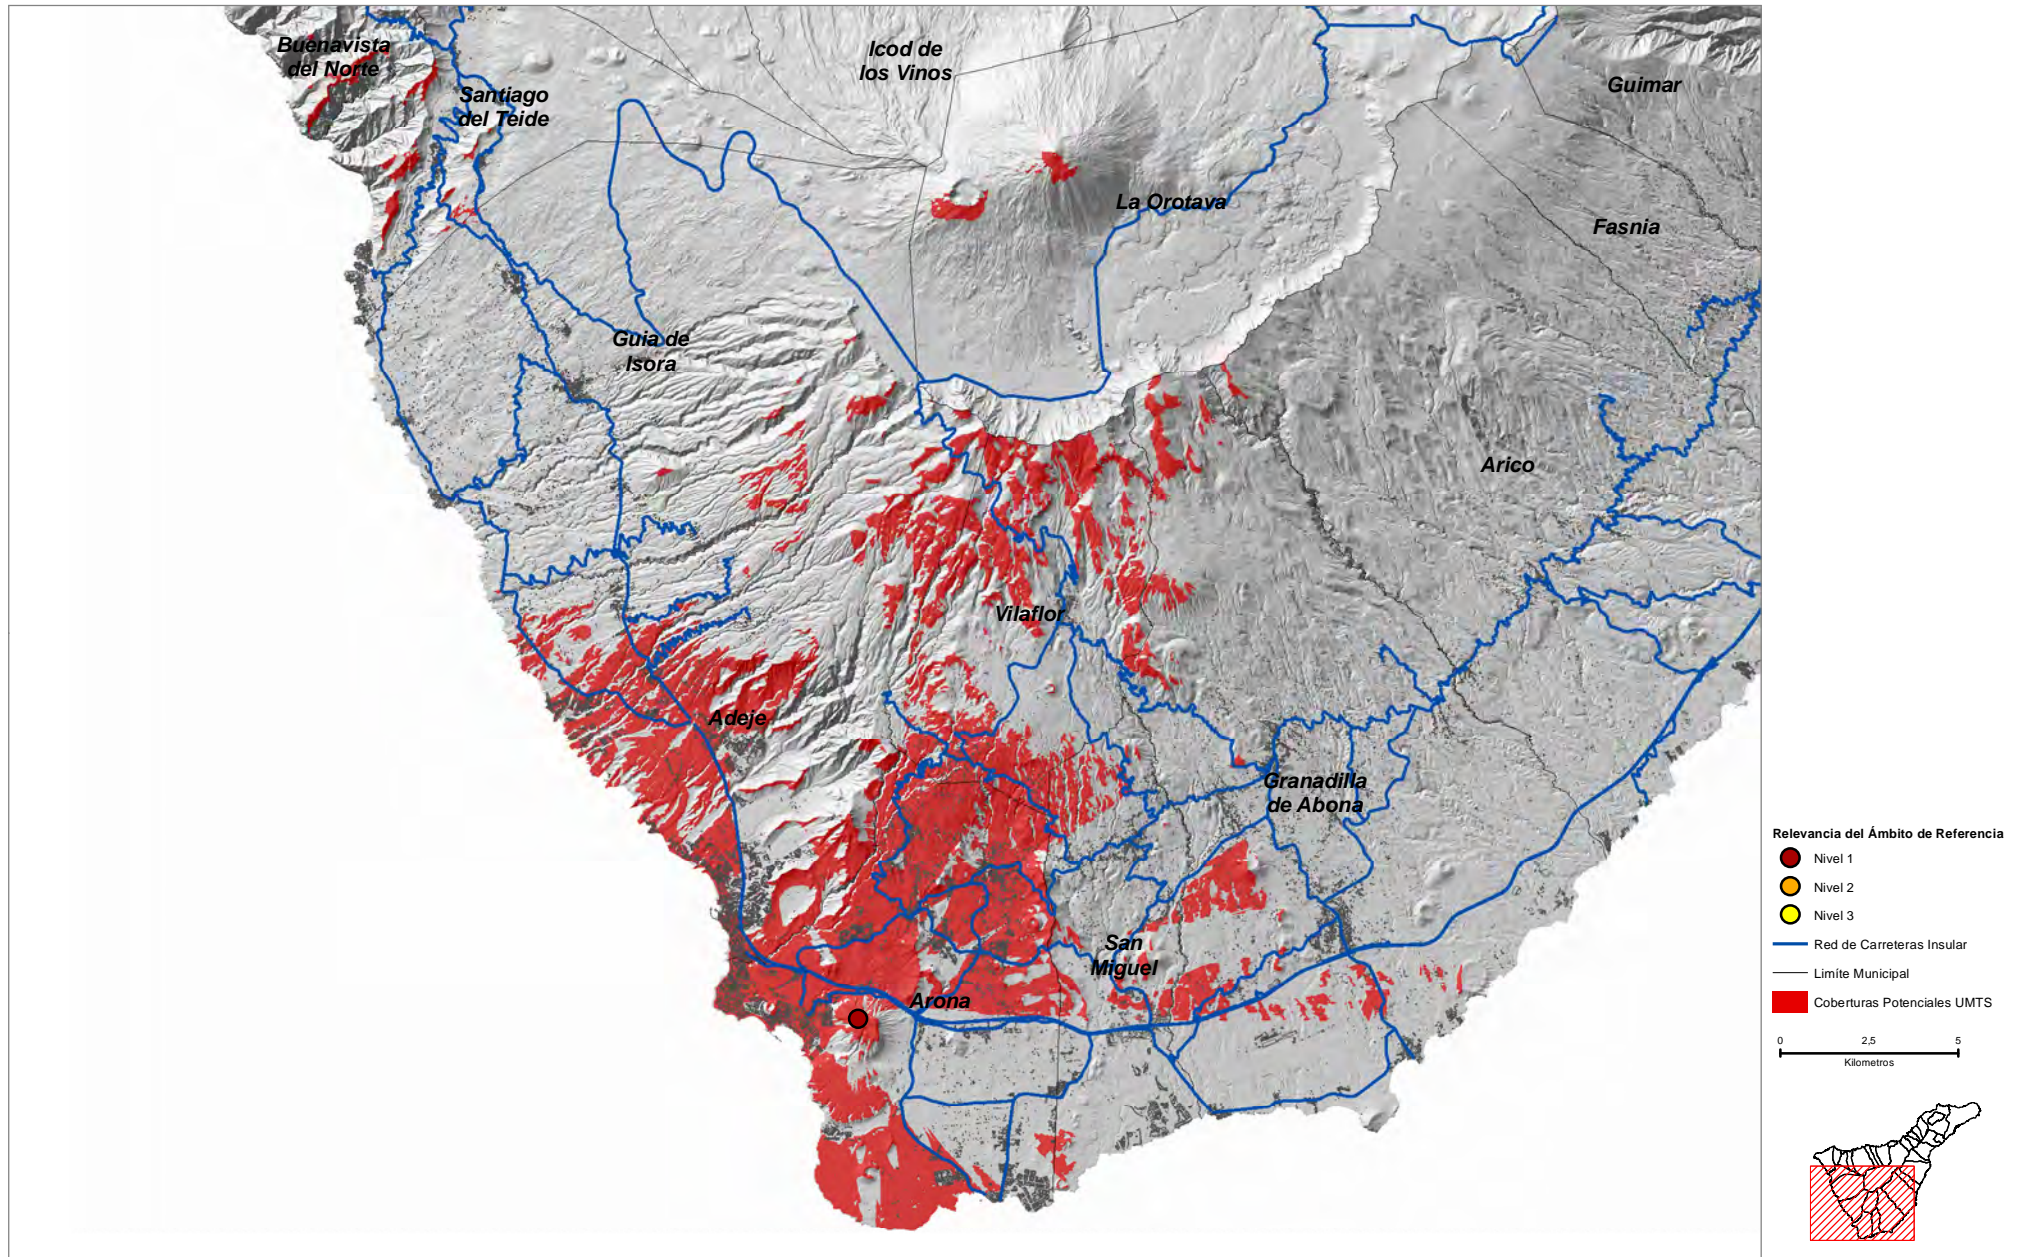 Buenavista
del Norte
Icod de
los Vinos
Guimar
Santiago
del Teide
La Orotava
Fasnia
Guia de
Isora
Arico
Vilaflor
Adeje
Granadilla
de Abona
San
Miguel
Arona
Relevancia del Ámbito de Referencia
Nivel 1
Nivel 2
Nivel 3
Red de Carreteras Insular
Limíte Municipal
Coberturas Potenciales UMTS
0 2,5 5
Kilometros